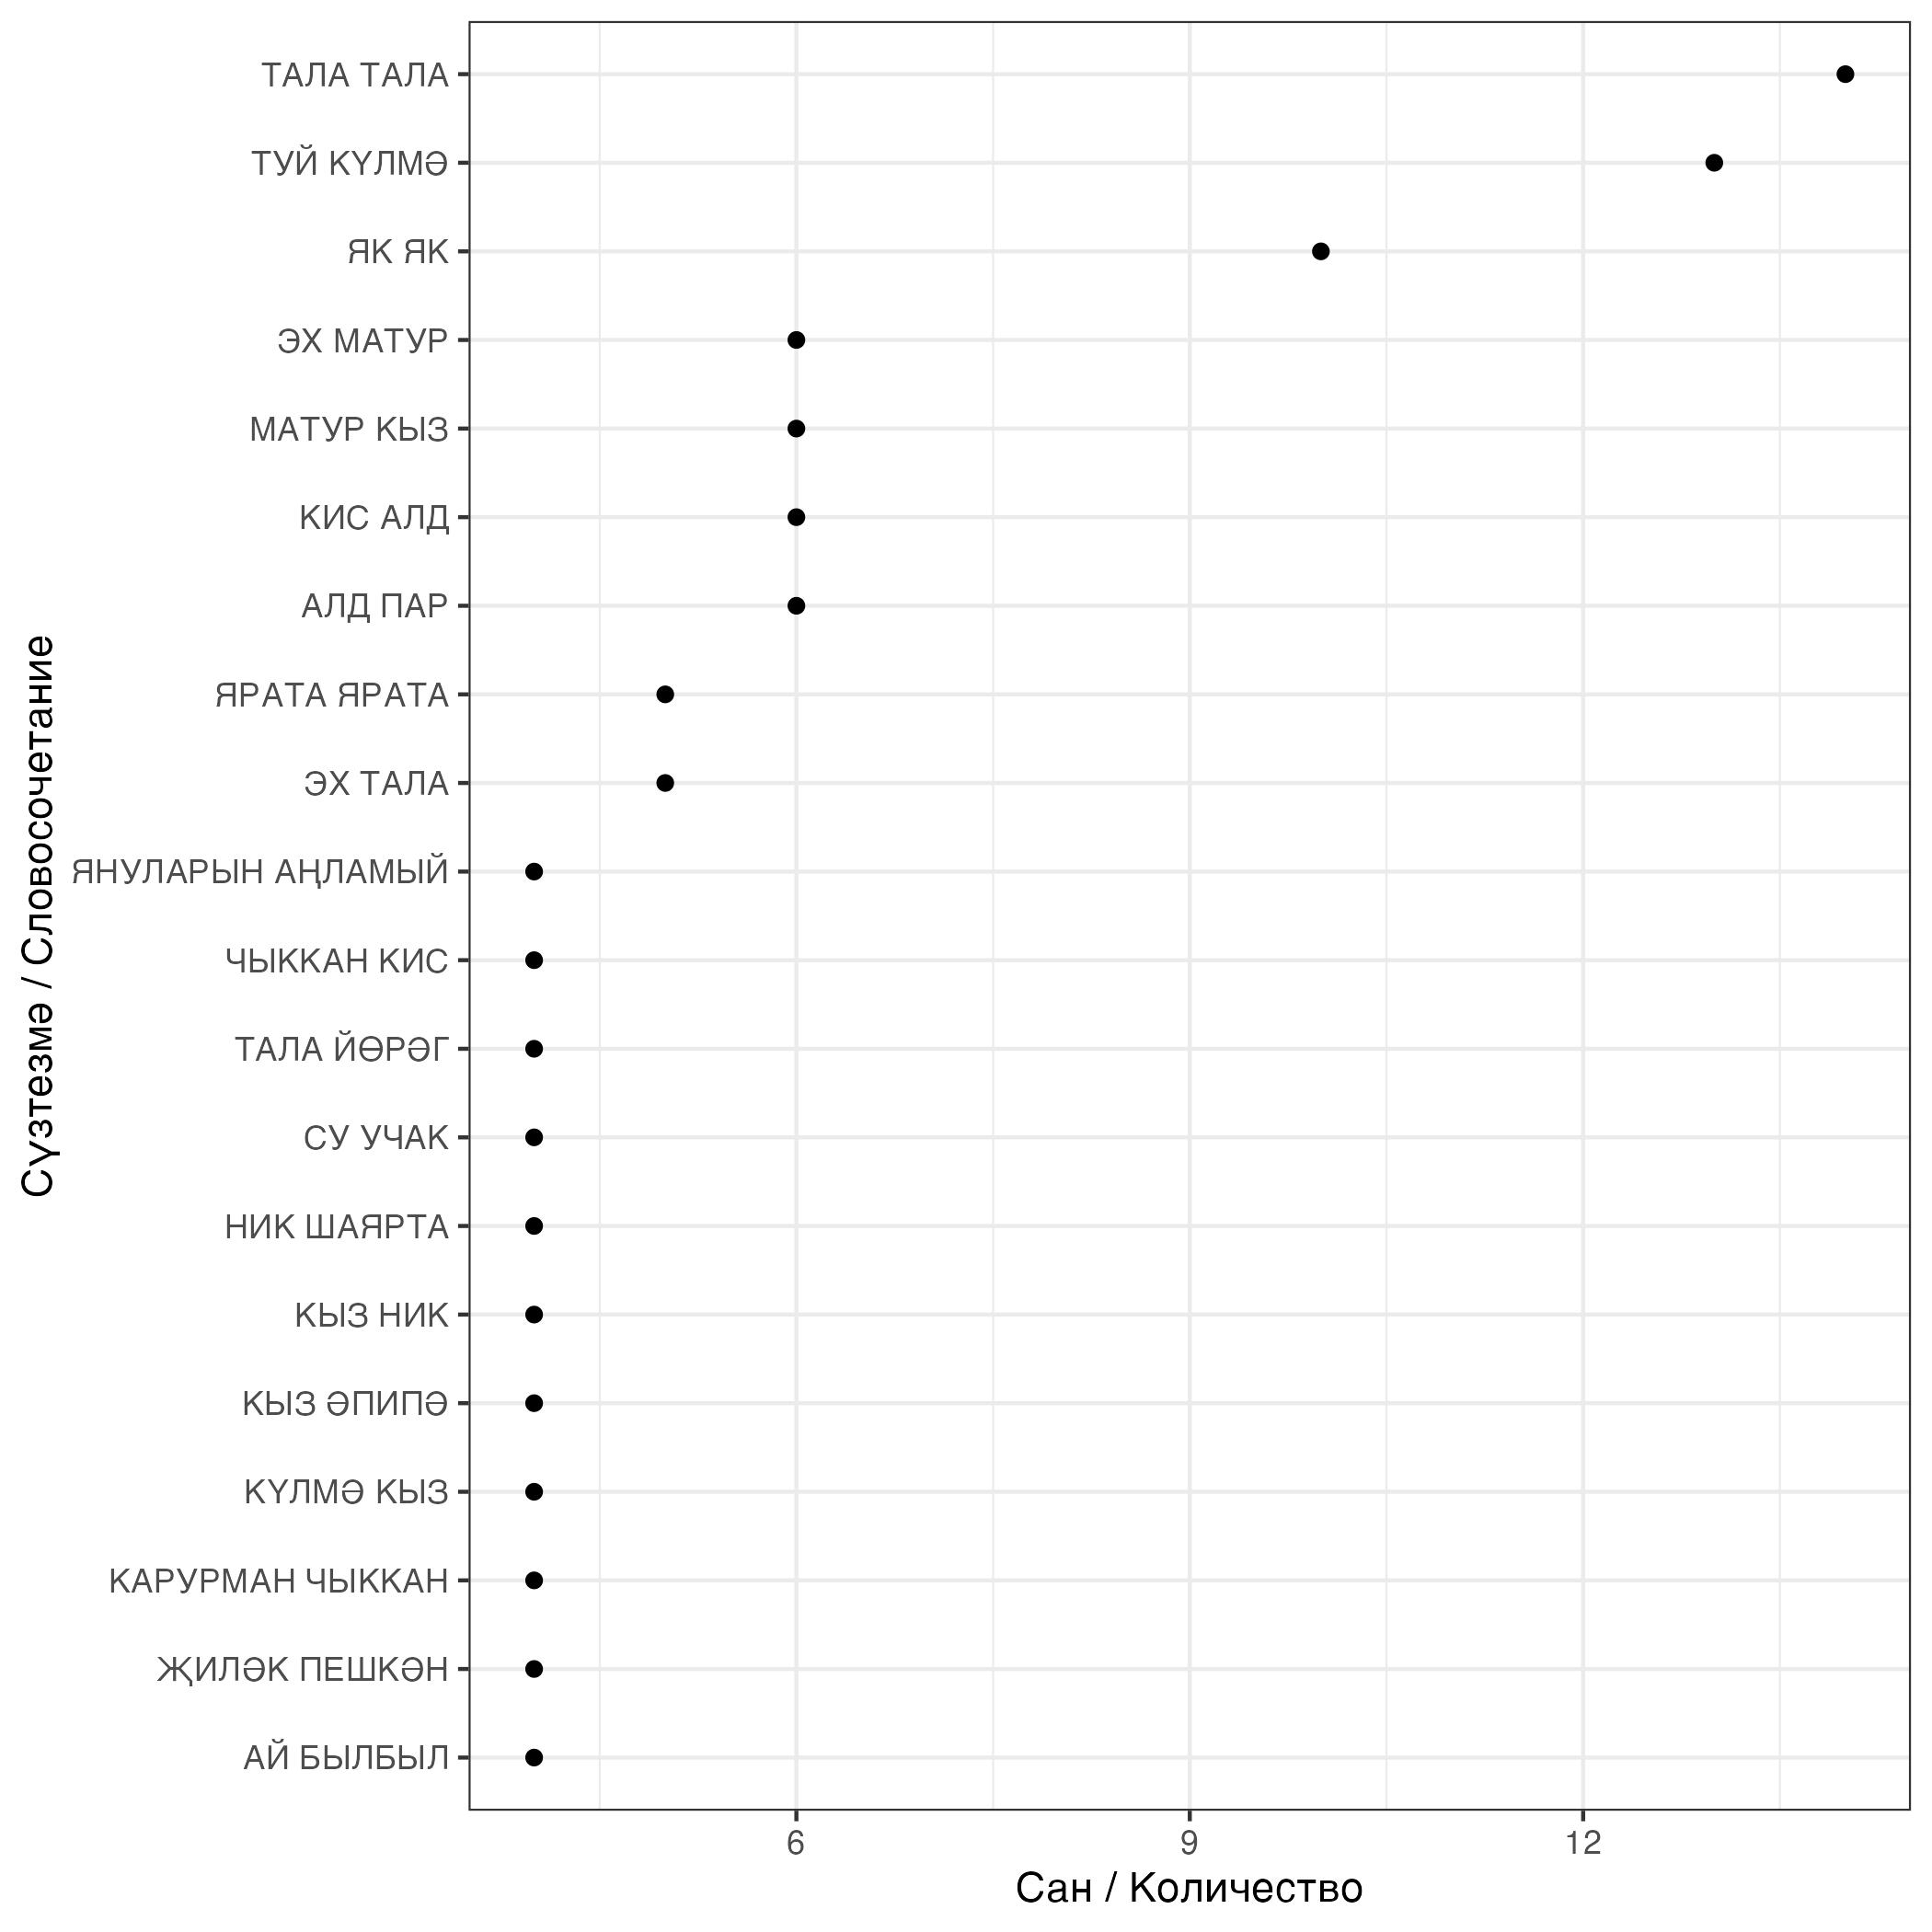 ТАЛА ТАЛА
ТУЙ КҮЛМӘ
ЯК ЯК
ЭХ МАТУР
МАТУР КЫЗ
КИС АЛД
АЛД ПАР
ЯРАТА ЯРАТА
ЭХ ТАЛА
ЯНУЛАРЫН АҢЛАМЫЙ
ЧЫККАН КИС
ТАЛА ЙӨРӘГ
СУ УЧАК
НИК ШАЯРТА
КЫЗ НИК
КЫЗ ӘПИПӘ
КҮЛМӘ КЫЗ
КАРУРМАН ЧЫККАН
ҖИЛӘК ПЕШКӘН
АЙ БЫЛБЫЛ
6 9 12
Сан / Количество
Сүзтезмә / Словосочетание